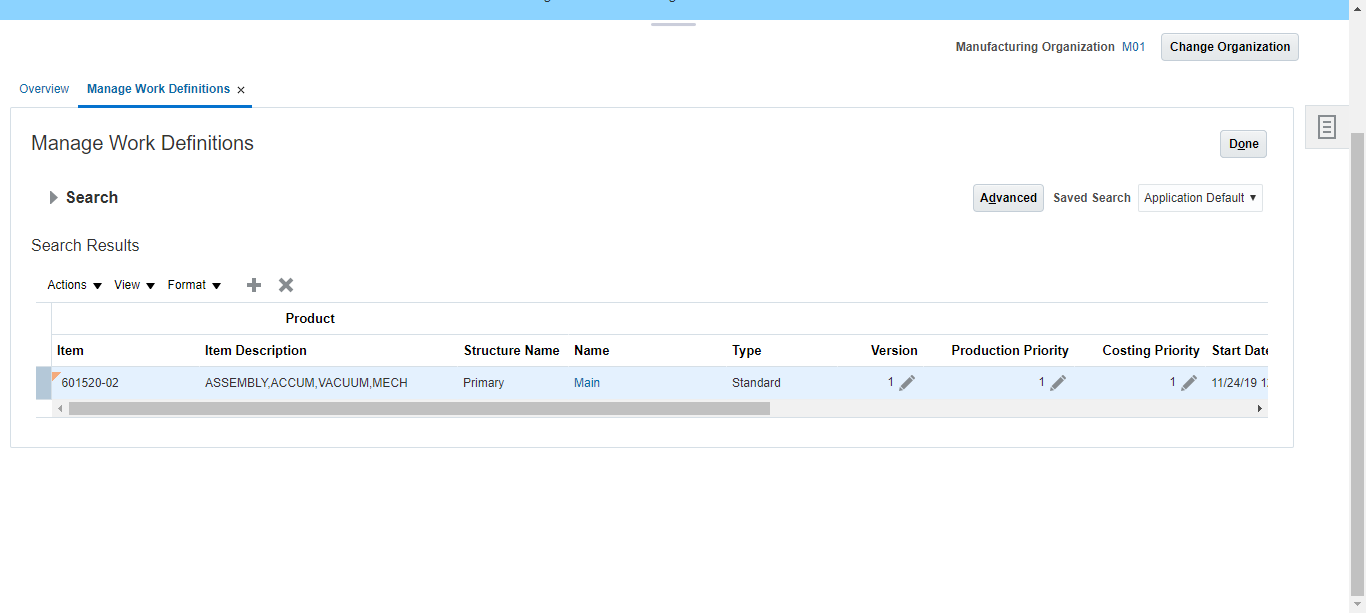 Manufacturing Organization M01 Change Organization
Overview Manage Work Definitions ×
Manage Work Definitions
Done
Search
Advanced Saved Search Application Default
Search Results
Actions View Format
Product
Item Item Description Structure Name Name Type Version Production Priority Costing Priority Start Date
601520-02 ASSEMBLY,ACCUM,VACUUM,MECH Primary Main Standard 1 1 1 11/24/19 1